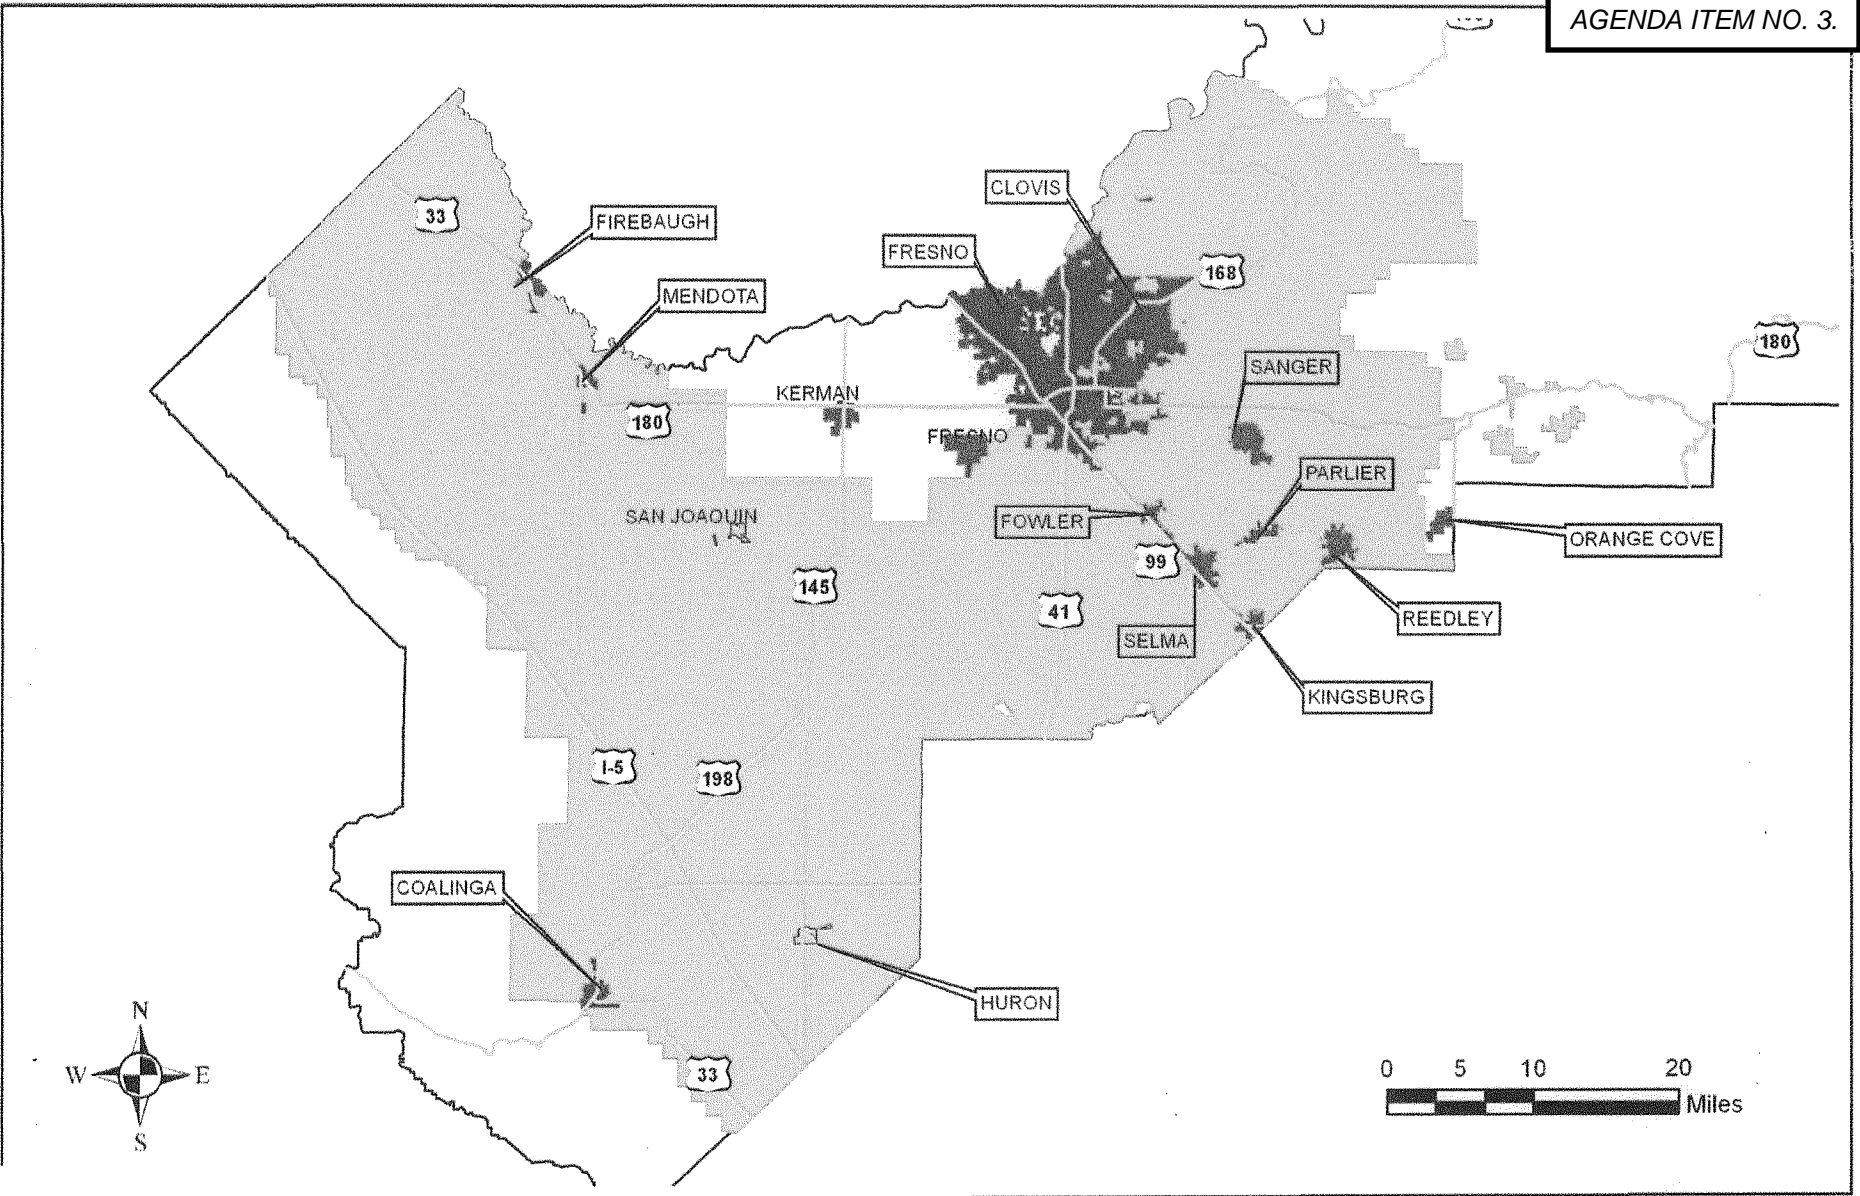 AGENDA ITEM NO. 3.
CLOVIS
33
FIREBAUGH
FRESNO
168
MENDOTA
180
SANGER
KERMAN
180
FRESNO
PARLIER
SAN JOAQUIN
FOWLER
ORANGE COVE
99
145
41
REEDLEY
SELMA
KINGSBURG
I-5
198
COALINGA
HURON
N
W E
S
33
0 5 10 20
Miles